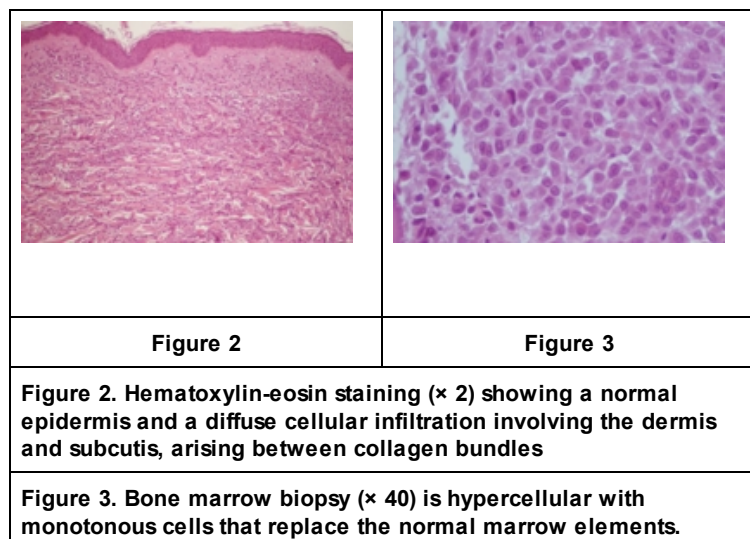 Figure 2
Figure 3
Figure 2. Hematoxylin-eosin staining (× 2) showing a normal
epidermis and a diffuse cellular infiltration involving the dermis
and subcutis, arising between collagen bundles
Figure 3. Bone marrow biopsy (× 40) is hypercellular with
monotonous cells that replace the normal marrow elements.